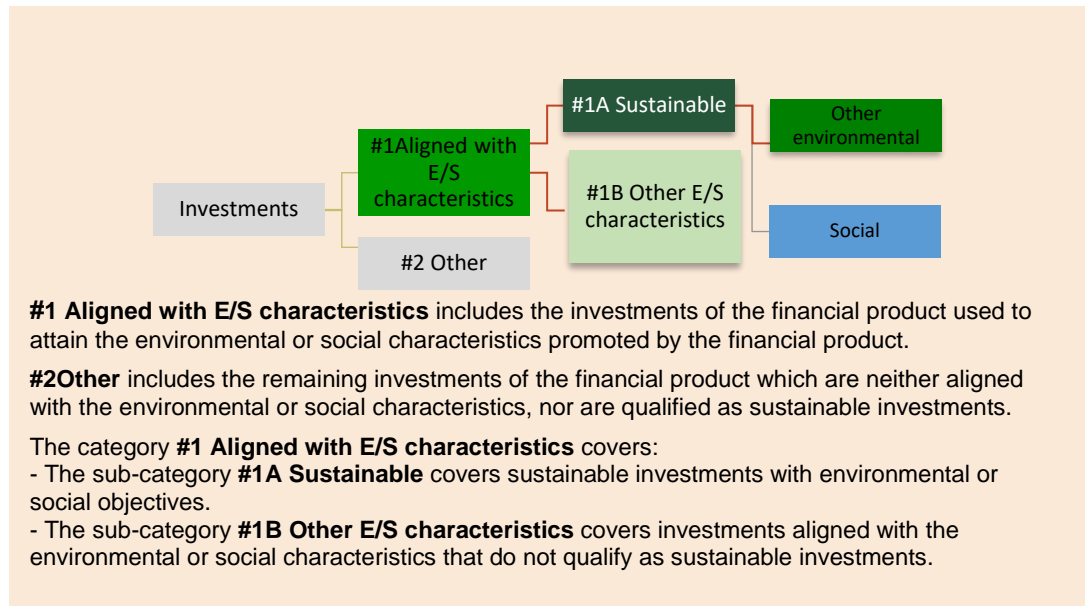 #1A Sustainable
Other
environmental
#1Aligned with
E/S
characteristics
#1B Other E/S
characteristics
Investments
Social
#2 Other
#1 Aligned with E/S characteristics includes the investments of the financial product used to
attain the environmental or social characteristics promoted by the financial product.
#2Other includes the remaining investments of the financial product which are neither aligned
with the environmental or social characteristics, nor are qualified as sustainable investments.
The category #1 Aligned with E/S characteristics covers:
- The sub-category #1A Sustainable covers sustainable investments with environmental or
social objectives.
- The sub-category #1B Other E/S characteristics covers investments aligned with the
environmental or social characteristics that do not qualify as sustainable investments.